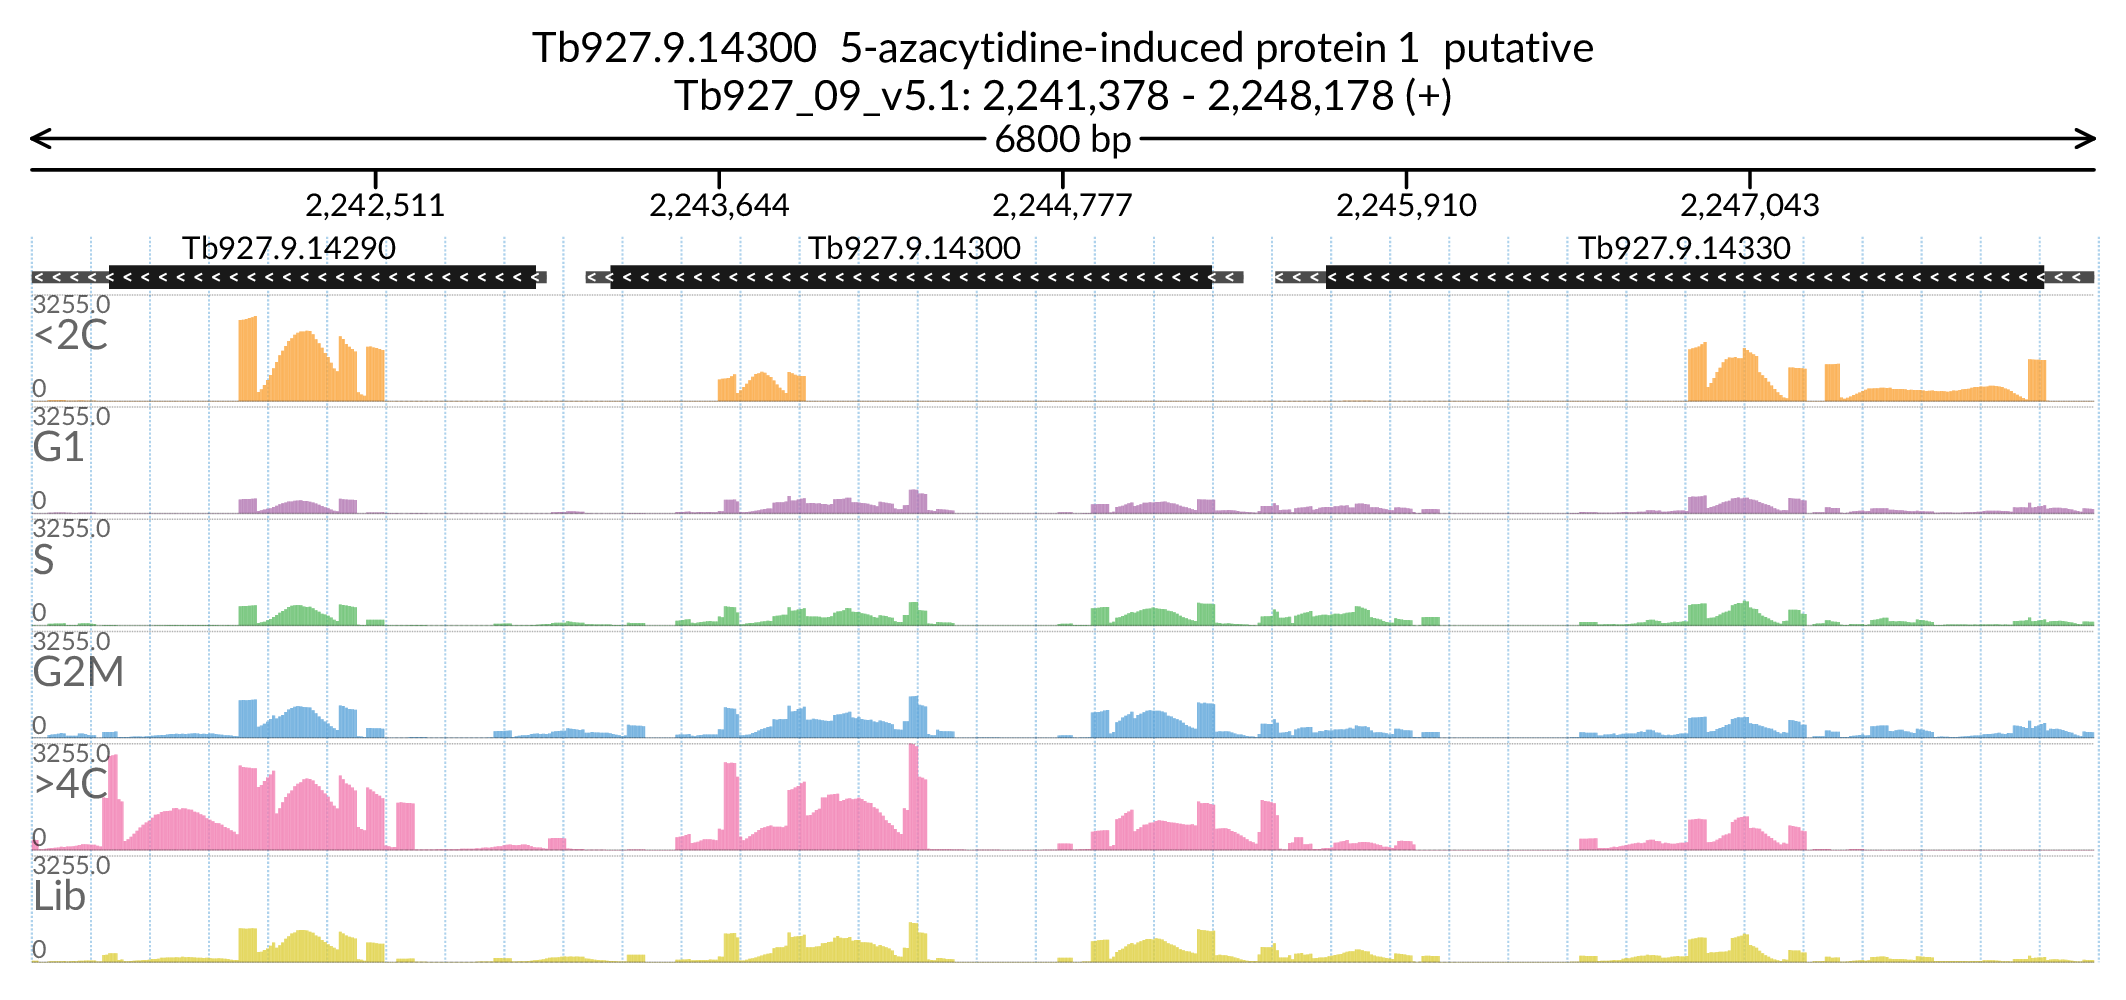 Tb927.9.14300  5-azacytidine-induced protein 1  putative
Tb927_09_v5.1: 2,241,378 - 2,248,178 (+)
6800 bp
2,242,511 2,243,644 2,244,777 2,245,910 2,247,043
Tb927.9.14290 Tb927.9.14300 Tb927.9.14330
3255.0
<2C
0
3255.0
G1
0
3255.0
S
0
3255.0
G2M
0
3255.0
>4C
0
3255.0
Lib
0